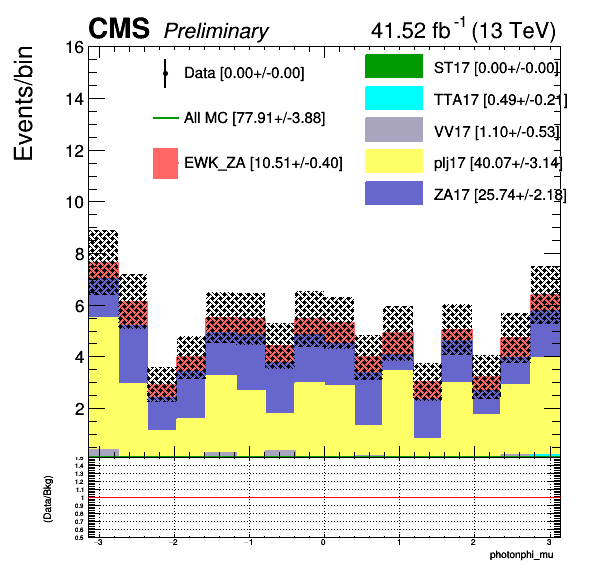 CMS Preliminary 41.52 fb⁻¹ (13 TeV)
Events/bin
16
14
12
10
8
6
4
2
Data [0.00+/-0.00]
All MC [77.91+/-3.88]
EWK_ZA [10.51+/-0.40]
ST17 [0.00+/-0.00]
TTA17 [0.49+/-0.21]
VV17 [1.10+/-0.53]
plj17 [40.07+/-3.14]
ZA17 [25.74+/-2.18]
(Data/Bkg)
1.5
1.4
1.3
1.2
1.1
1
0.9
0.8
0.7
0.6
0.5
−3 −2 −1 0 1 2 3
photonphi_mu